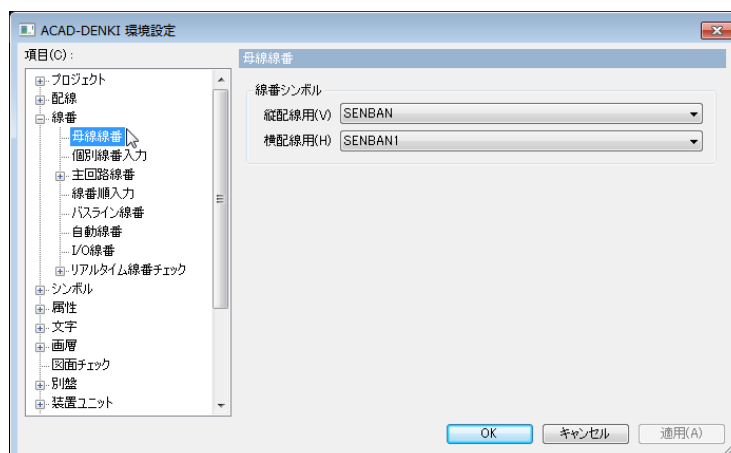 ACAD-DENKI 環境設定
項目(C):
プロジェクト
配線
線番
母線線番
個別線番入力
主回路線番
線番順入力
バスライン線番
自動線番
I/O線番
リアルタイム線番チェック
シンボル
属性
文字
画層
図面チェック
別盤
装置ユニット
母線線番
線番シンボル
縦配線用(V) SENBAN
横配線用(H) SENBAN1
OK キャンセル 適用(A)